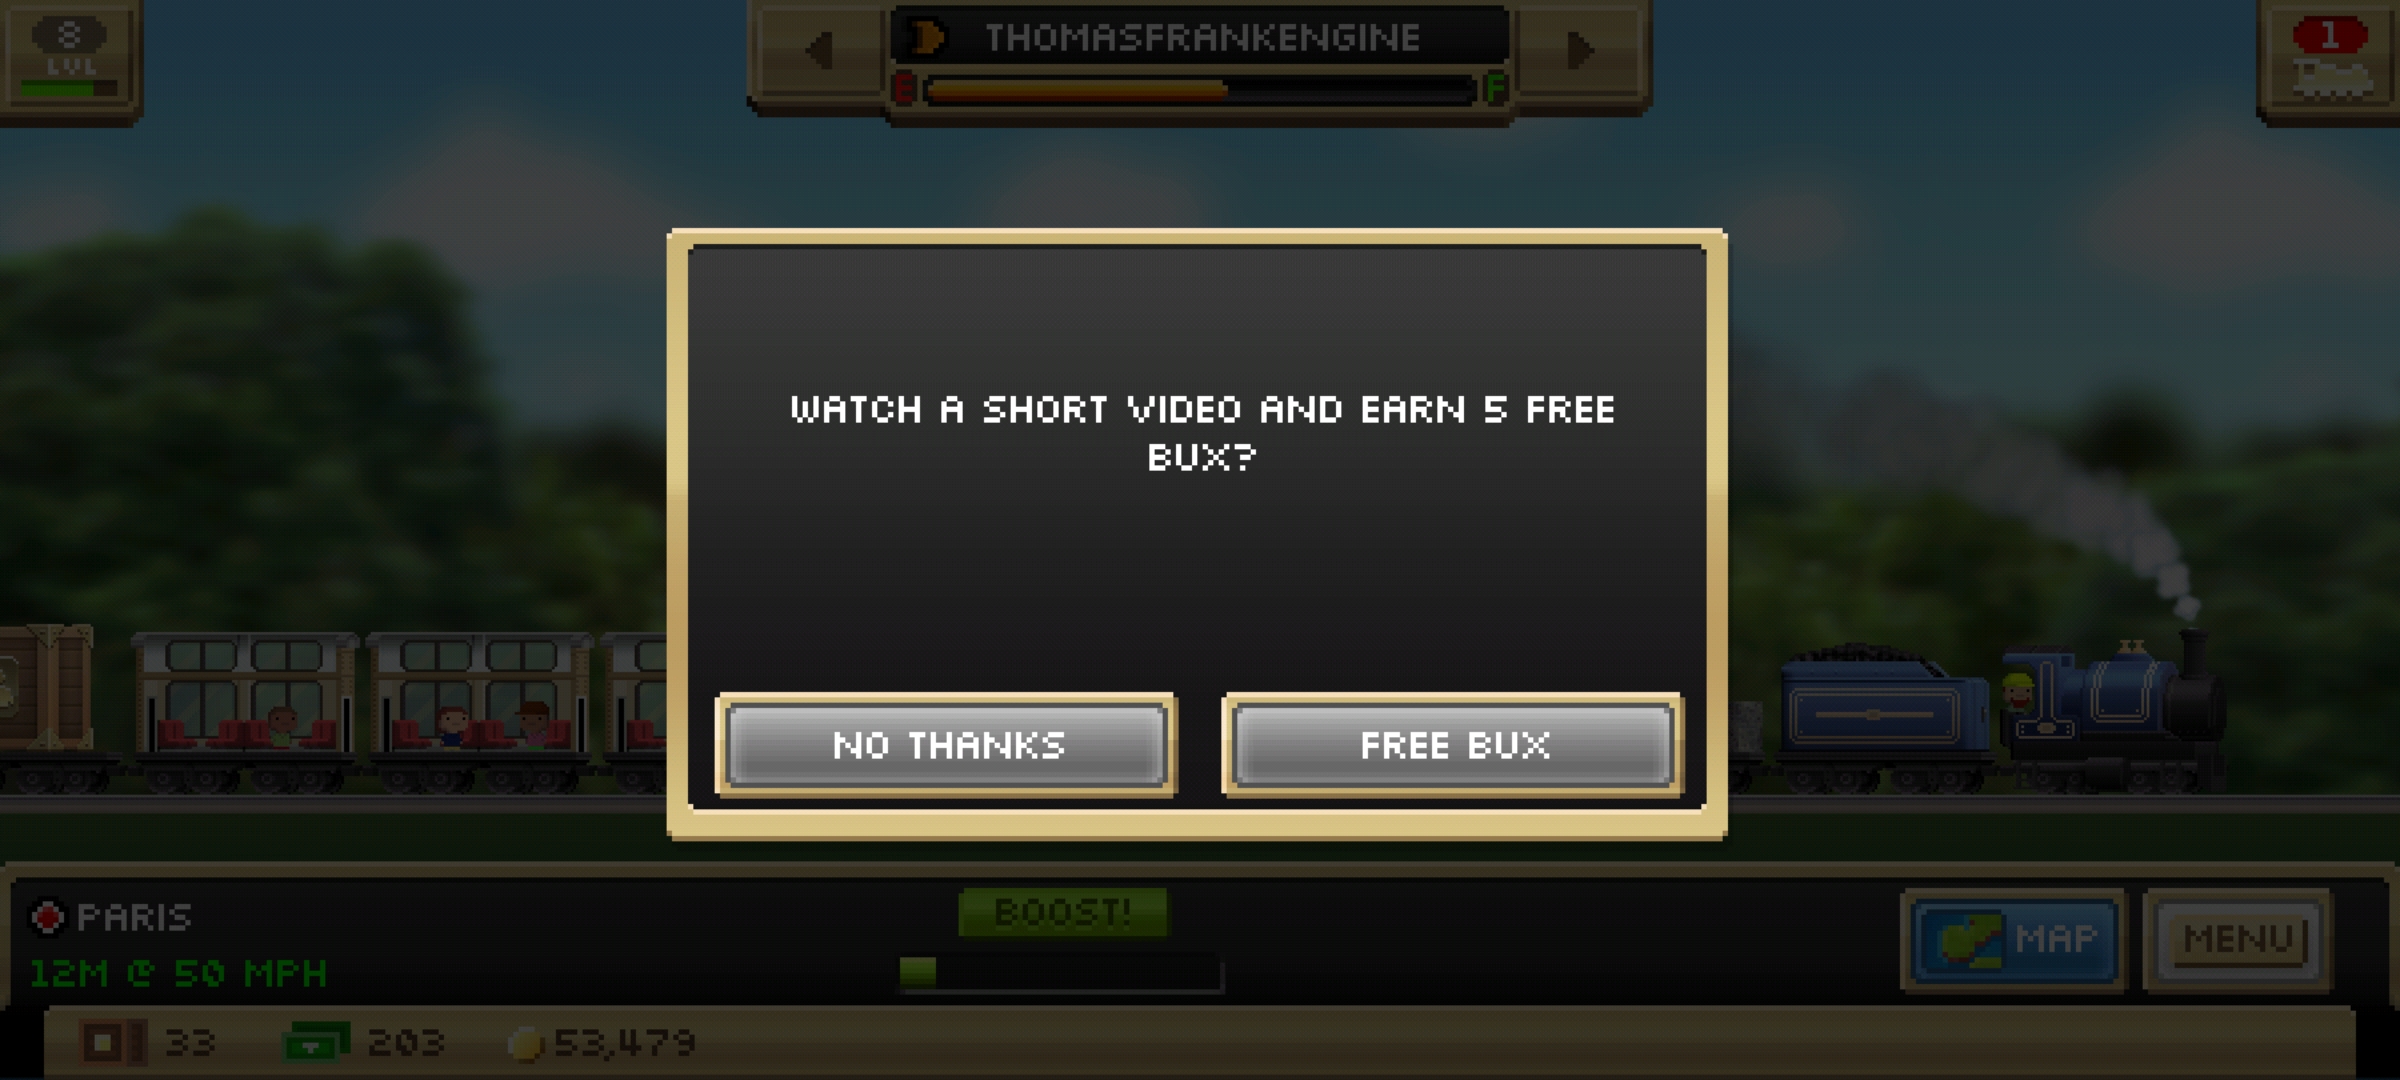 8
LVL
THOMASFRANKENGINE
E F
1
WATCH A SHORT VIDEO AND EARN 5 FREE
BUX?
NO THANKS
FREE BUX
PARIS
12M @ 50 MPH
BOOST!
MAP
MENU
33
203
53,479